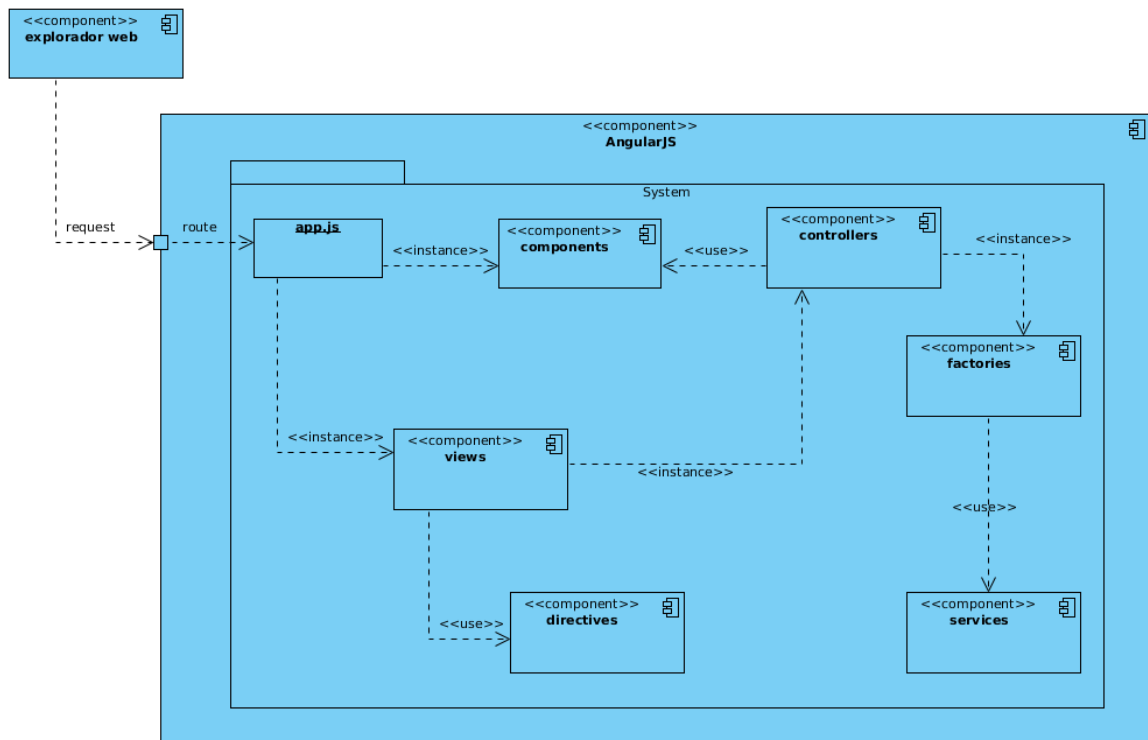 <<component>>
explorador web
<<component>>
AngularJS
System
request
route
app.js
<<instance>>
<<component>>
components
<<use>>
<<component>>
controllers
<<instance>>
<<component>>
factories
<<instance>>
<<component>>
views
<<instance>>
<<use>>
<<use>>
<<component>>
directives
<<component>>
services